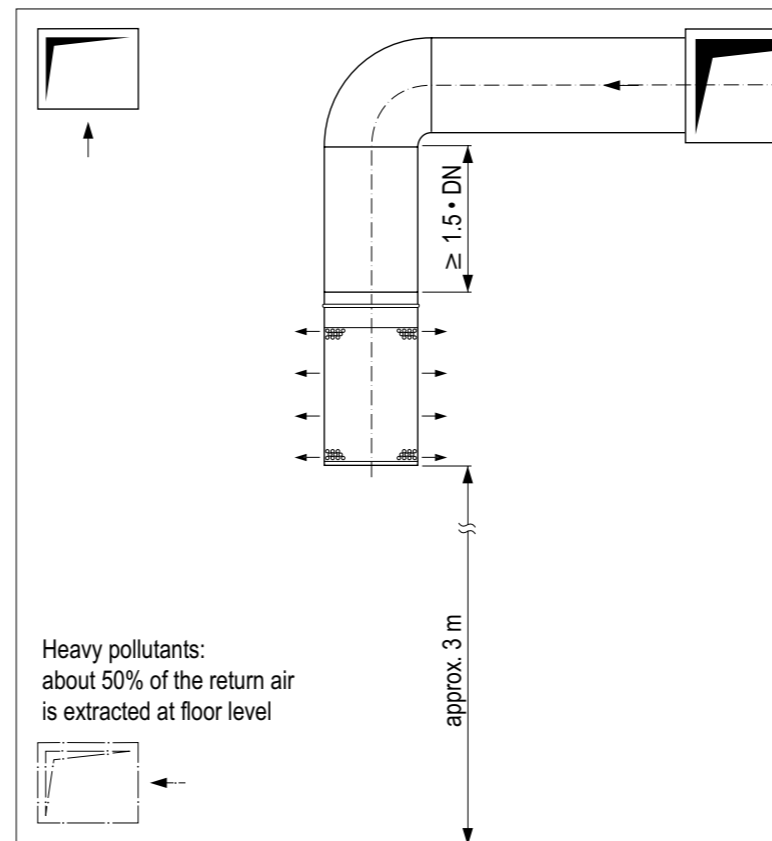 ≥ 1.5 • DN
approx. 3 m
Heavy pollutants:
about 50% of the return air
is extracted at floor level